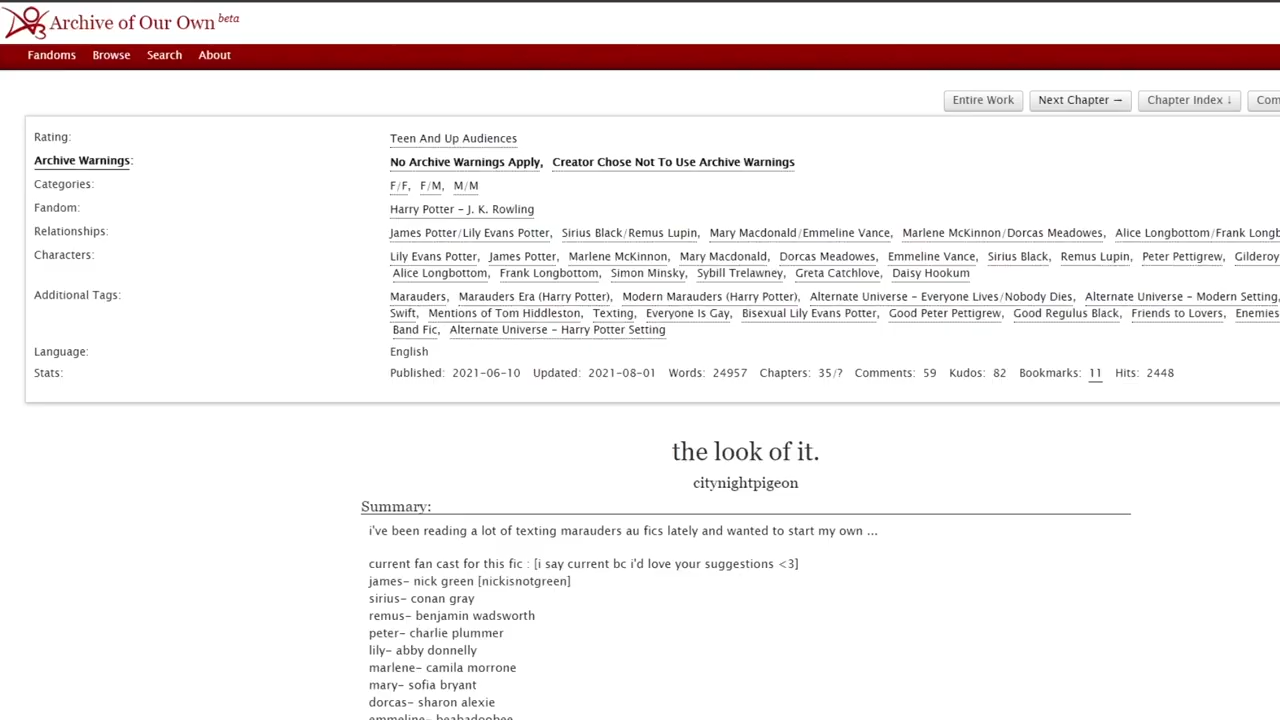 Archive of Our Own beta
Fandoms Browse Search About
Entire Work Next Chapter → Chapter Index ↓
Rating: Teen And Up Audiences
Archive Warnings: No Archive Warnings Apply, Creator Chose Not To Use Archive Warnings
Categories: F/F, F/M, M/M
Fandom: Harry Potter - J. K. Rowling
Relationships: James Potter/Lily Evans Potter, Sirius Black/Remus Lupin, Mary Macdonald/Emmeline Vance, Marlene McKinnon/Dorcas Meadowes, Alice Longbottom/Frank Longb
Characters: Lily Evans Potter, James Potter, Marlene McKinnon, Mary Macdonald, Dorcas Meadowes, Emmeline Vance, Sirius Black, Remus Lupin, Peter Pettigrew, Gilderoy
Alice Longbottom, Frank Longbottom, Simon Minsky, Sybill Trelawney, Greta Catchlove, Daisy Hookum
Additional Tags: Marauders, Marauders Era (Harry Potter), Modern Marauders (Harry Potter), Alternate Universe - Everyone Lives/Nobody Dies, Alternate Universe - Modern Setting,
Swift, Mentions of Tom Hiddleston, Texting, Everyone Is Gay, Bisexual Lily Evans Potter, Good Peter Pettigrew, Good Regulus Black, Friends to Lovers, Enemies
Band Fic, Alternate Universe - Harry Potter Setting
Language: English
Stats: Published: 2021-06-10 Updated: 2021-08-01 Words: 24957 Chapters: 35/? Comments: 59 Kudos: 82 Bookmarks: 11 Hits: 2448
the look of it.
citynightpigeon
Summary:
i've been reading a lot of texting marauders au fics lately and wanted to start my own ...
current fan cast for this fic : [i say current bc i'd love your suggestions <3]
james- nick green [nickisnotgreen]
sirius- conan gray
remus- benjamin wadsworth
peter- charlie plummer
lily- abby donnelly
marlene- camila morrone
mary- sofia bryant
dorcas- sharon alexie
emmeline- beabadoobee